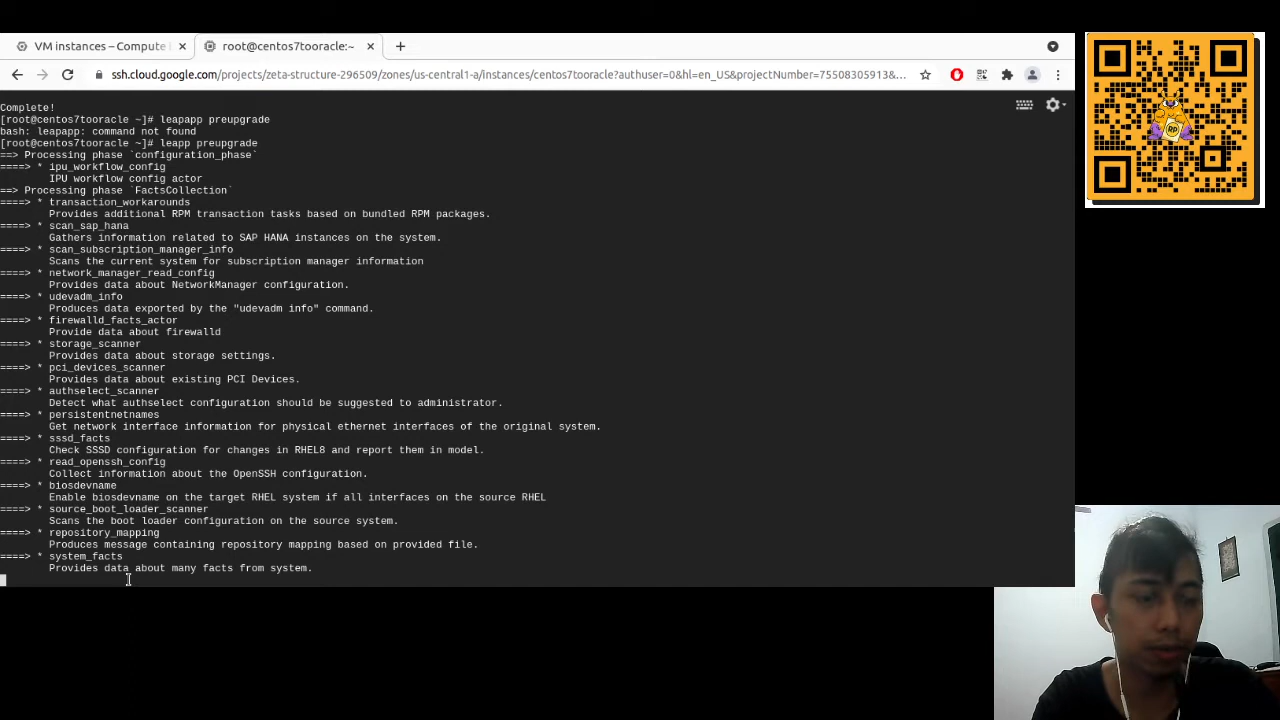 VM instances – Compute
root@centos7tooracle:~
ssh.cloud.google.com/projects/zeta-structure-296509/zones/us-central1-a/instances/centos7tooracle?authuser=0&hl=en_US&projectNumber=75508305913&...
Complete!
[root@centos7tooracle ~]# leapapp preupgrade
bash: leapapp: command not found
[root@centos7tooracle ~]# leapp preupgrade
==> Processing phase `configuration_phase`
====> * ipu_workflow_config
IPU workflow config actor
==> Processing phase `FactsCollection`
====> * transaction_workarounds
Provides additional RPM transaction tasks based on bundled RPM packages.
====> * scan_sap_hana
Gathers information related to SAP HANA instances on the system.
====> * scan_subscription_manager_info
Scans the current system for subscription manager information
====> * network_manager_read_config
Provides data about NetworkManager configuration.
====> * udevadm_info
Produces data exported by the "udevadm info" command.
====> * firewalld_facts_actor
Provide data about firewalld
====> * storage_scanner
Provides data about storage settings.
====> * pci_devices_scanner
Provides data about existing PCI Devices.
====> * authselect_scanner
Detect what authselect configuration should be suggested to administrator.
====> * persistentnetnames
Get network interface information for physical ethernet interfaces of the original system.
====> * sssd_facts
Check SSSD configuration for changes in RHEL8 and report them in model.
====> * read_openssh_config
Collect information about the OpenSSH configuration.
====> * biosdevname
Enable biosdevname on the target RHEL system if all interfaces on the source RHEL
====> * source_boot_loader_scanner
Scans the boot loader configuration on the source system.
====> * repository_mapping
Produces message containing repository mapping based on provided file.
====> * system_facts
Provides data about many facts from system.
RP